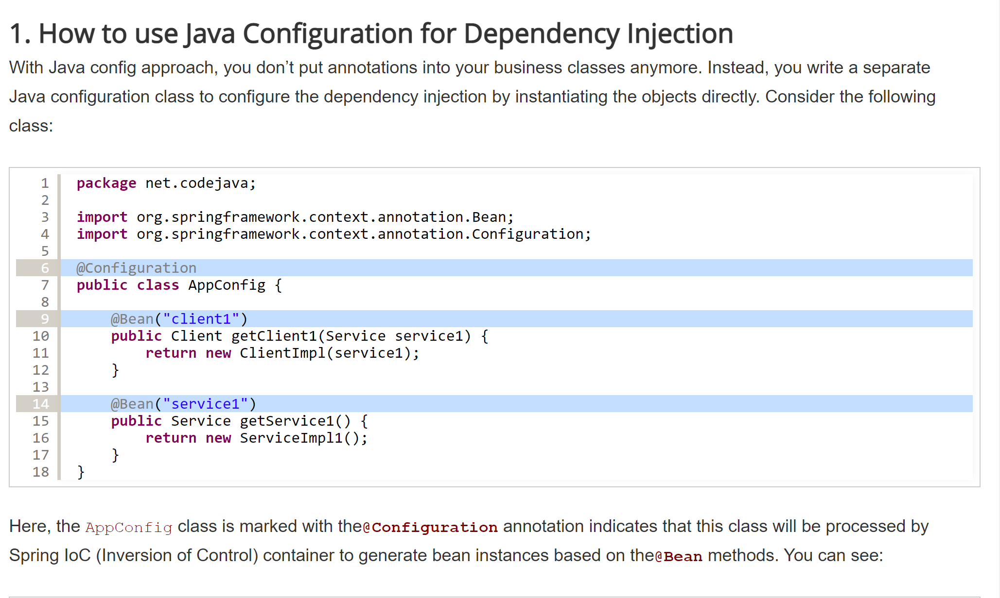 1. How to use Java Configuration for Dependency Injection
With Java config approach, you don’t put annotations into your business classes anymore. Instead, you write a separate
Java configuration class to configure the dependency injection by instantiating the objects directly. Consider the following
class:
1 package net.codejava;
2
3 import org.springframework.context.annotation.Bean;
4 import org.springframework.context.annotation.Configuration;
5
6 @Configuration
7 public class AppConfig {
8
9     @Bean("client1")
10     public Client getClient1(Service service1) {
11         return new ClientImpl(service1);
12     }
13
14     @Bean("service1")
15     public Service getService1() {
16         return new ServiceImpl1();
17     }
18 }
Here, the AppConfig class is marked with the@Configuration annotation indicates that this class will be processed by
Spring IoC (Inversion of Control) container to generate bean instances based on the@Bean methods. You can see: